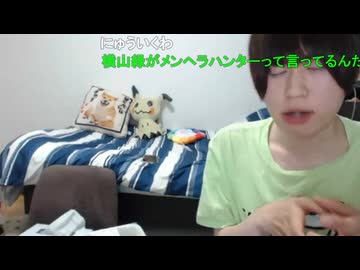 にゅういくわ
横山緑がメンヘラハンターって言ってるんだ